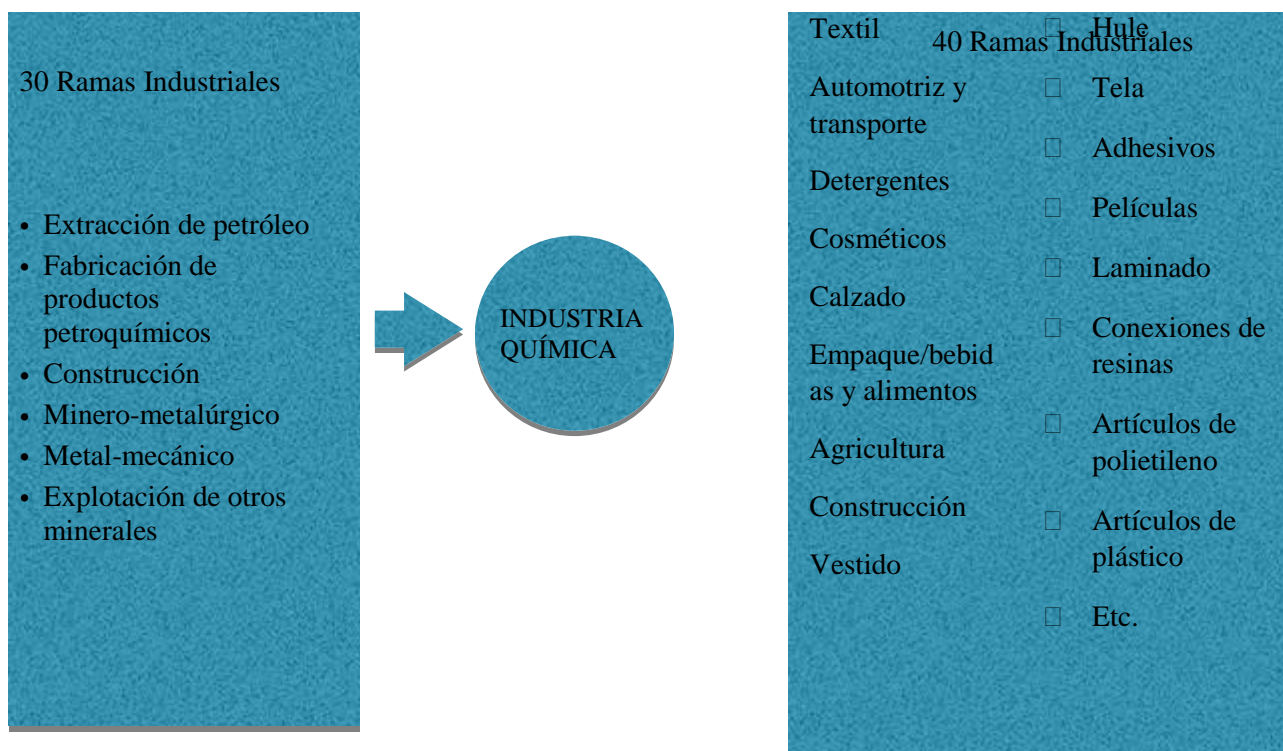 30 Ramas Industriales
• Extracción de petróleo
• Fabricación de
productos
petroquímicos
• Construcción
• Minero-metalúrgico
• Metal-mecánico
• Explotación de otros
minerales
INDUSTRIA
QUÍMICA
40 Ramas Industriales
Textil
Automotriz y
transporte
Detergentes
Cosméticos
Calzado
Empaque/bebid
as y alimentos
Agricultura
Construcción
Vestido
Hule
Tela
Adhesivos
Películas
Laminado
Conexiones de
resinas
Artículos de
polietileno
Artículos de
plástico
Etc.